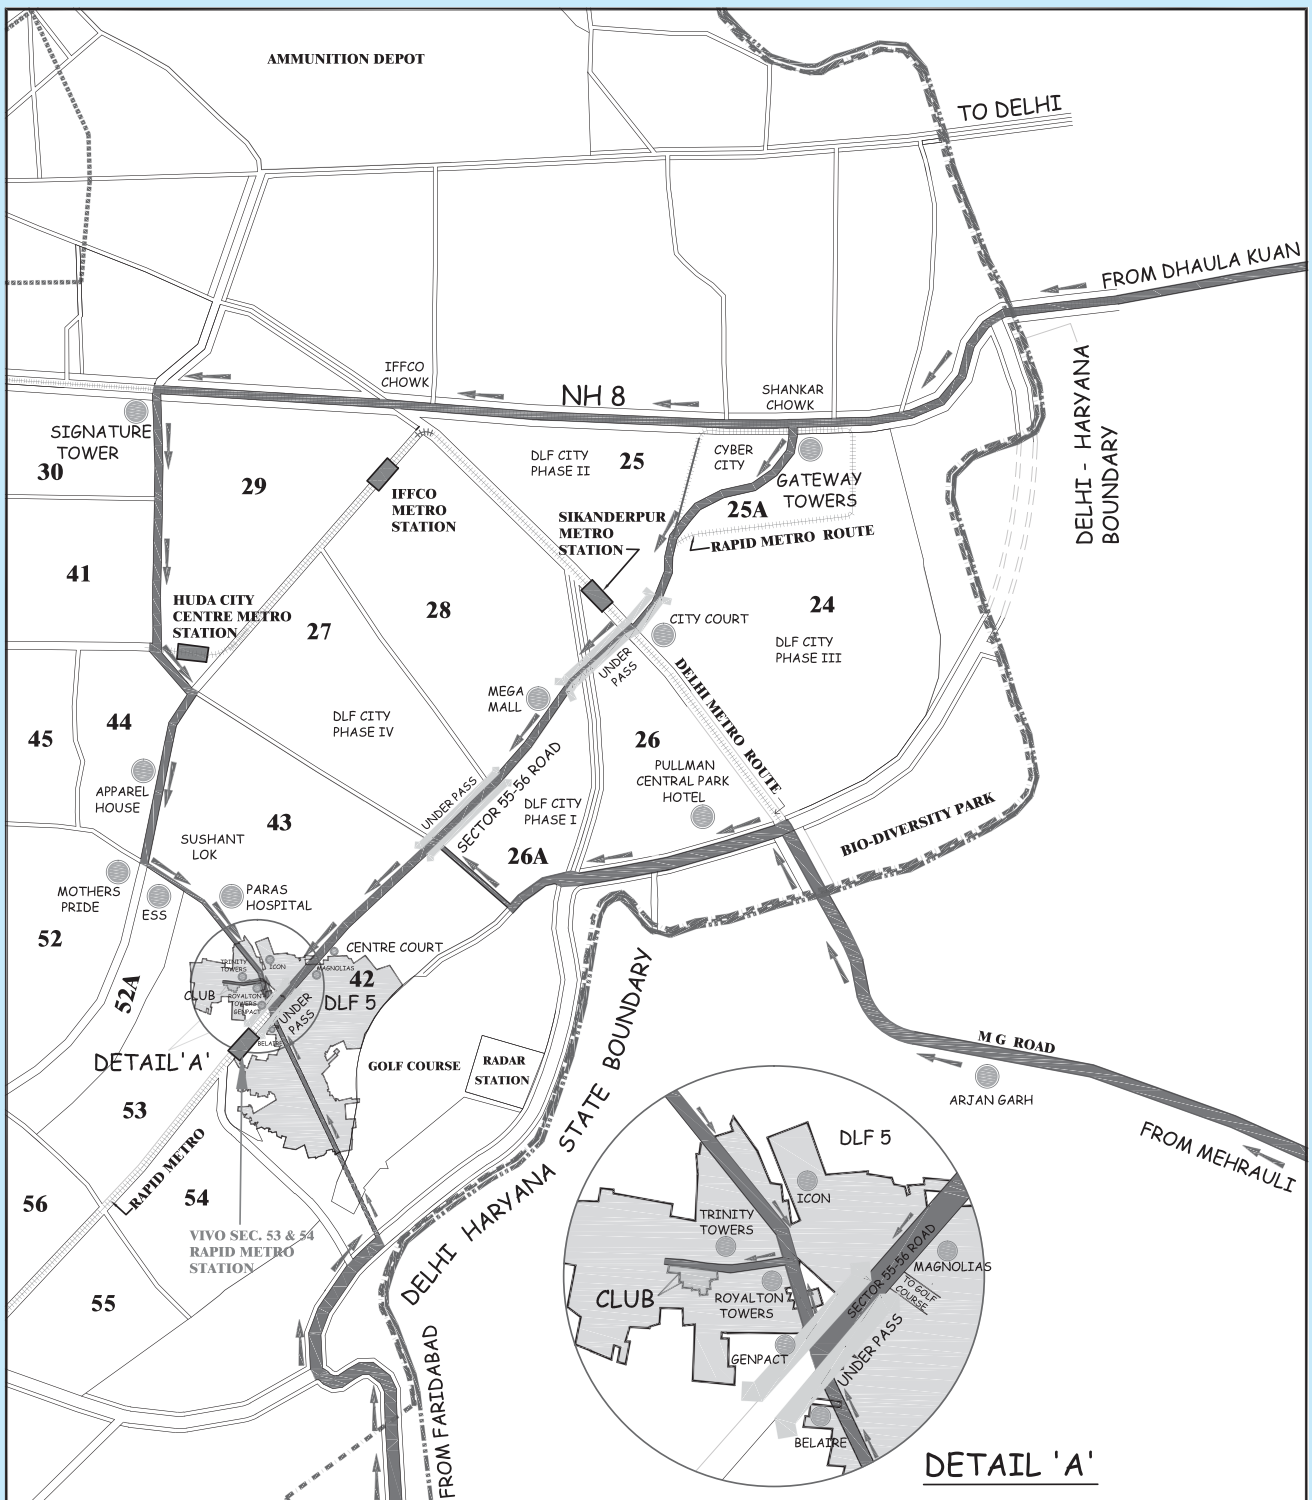 AMMUNITION DEPOT
TO DELHI
FROM DHAULA KUAN
DELHI - HARYANA
BOUNDARY
IFFCO
CHOWK
NH 8
SHANKAR
CHOWK
SIGNATURE
TOWER
30
29
DLF CITY
PHASE II
25
CYBER
CITY
GATEWAY
TOWERS
25A
IFFCO
METRO
STATION
SIKANDERPUR
METRO
STATION
RAPID METRO ROUTE
41
HUDA CITY
CENTRE METRO
STATION
27
28
24
CITY COURT
DLF CITY
PHASE III
UNDER
PASS
DELHI METRO ROUTE
MEGA
MALL
45
44
DLF CITY
PHASE IV
26
PULLMAN
CENTRAL PARK
HOTEL
APPAREL
HOUSE
UNDER PASS
SECTOR 55-56 ROAD
DLF CITY
PHASE I
43
SUSHANT
LOK
26A
BIO-DIVERSITY PARK
MOTHERS
PRIDE
ESS
PARAS
HOSPITAL
52
52A
CENTRE COURT
TRINITY
TOWERS
ICON
MAGNOLIAS
42
DLF 5
CLUB
ROYALTON
TOWERS
GENPACT
UNDER
PASS
BELAIRE
DETAIL 'A'
GOLF COURSE
RADAR
STATION
M G ROAD
ARJAN GARH
FROM MEHRAULI
53
RAPID METRO
54
56
55
VIVO SEC. 53 & 54
RAPID METRO
STATION
DELHI HARYANA STATE BOUNDARY
FROM FARIDABAD
DLF 5
ICON
TRINITY
TOWERS
MAGNOLIAS
SECTOR 55-56 ROAD
TO GOLF
COURSE
CLUB
ROYALTON
TOWERS
GENPACT
UNDER PASS
BELAIRE
DETAIL 'A'